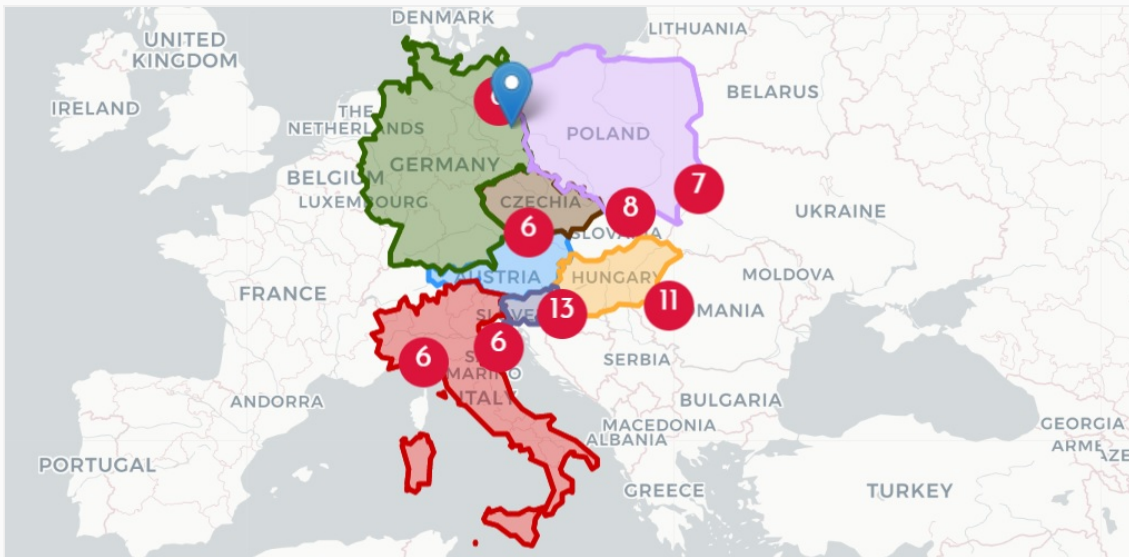 DENMARK
LITHUANIA
UNITED
KINGDOM
IRELAND
THE
NETHERLANDS
BELARUS
POLAND
GERMANY
BELGIUM
LUXEMBOURG
7
CZECHIA
8
6
UKRAINE
SLOVAKIA
AUSTRIA
HUNGARY
MOLDOVA
FRANCE
13
11
6
6
SERBIA
MARINO
ITALY
ANDORRA
BULGARIA
MACEDONIA
ALBANIA
GEORGIA
PORTUGAL
GREECE
TURKEY